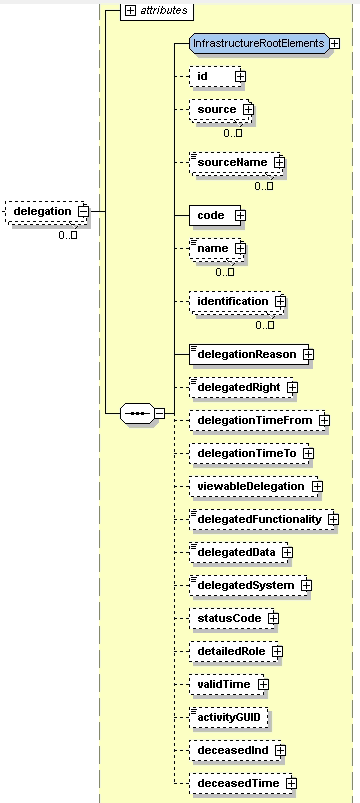 attributes
InfrastructureRootElements
id
source
0..
sourceName
0..
delegation
0..
code
name
0..
identification
0..
delegationReason
delegatedRight
delegationTimeFrom
delegationTimeTo
viewableDelegation
delegatedFunctionality
delegatedData
delegatedSystem
statusCode
detailedRole
validTime
activityGUID
deceasedInd
deceasedTime